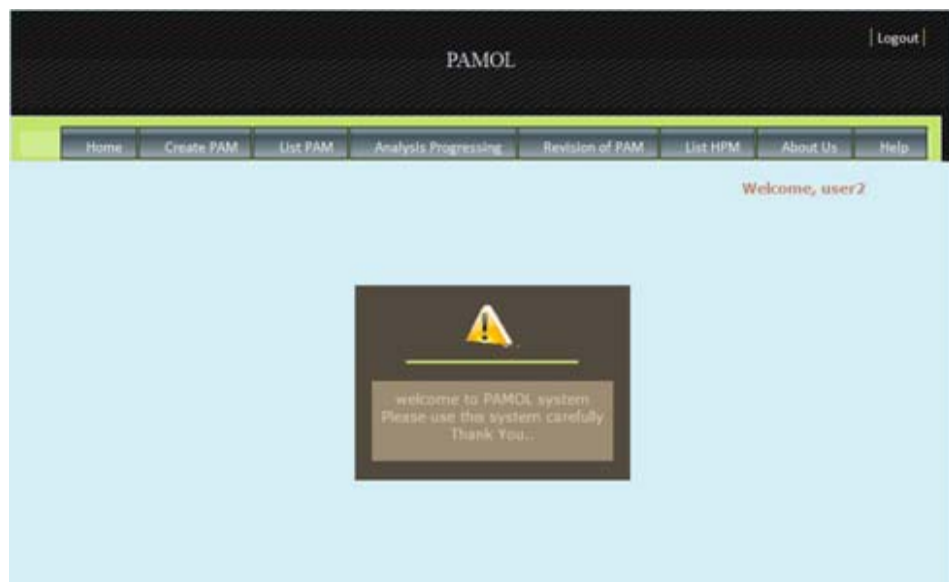 | Logout |
PAMOL
Home Create PAM List PAM Analysis Progressing Revision of PAM List HPM About Us Help
Welcome, user2
welcome to PAMOL system
Please use this system carefully
Thank You..